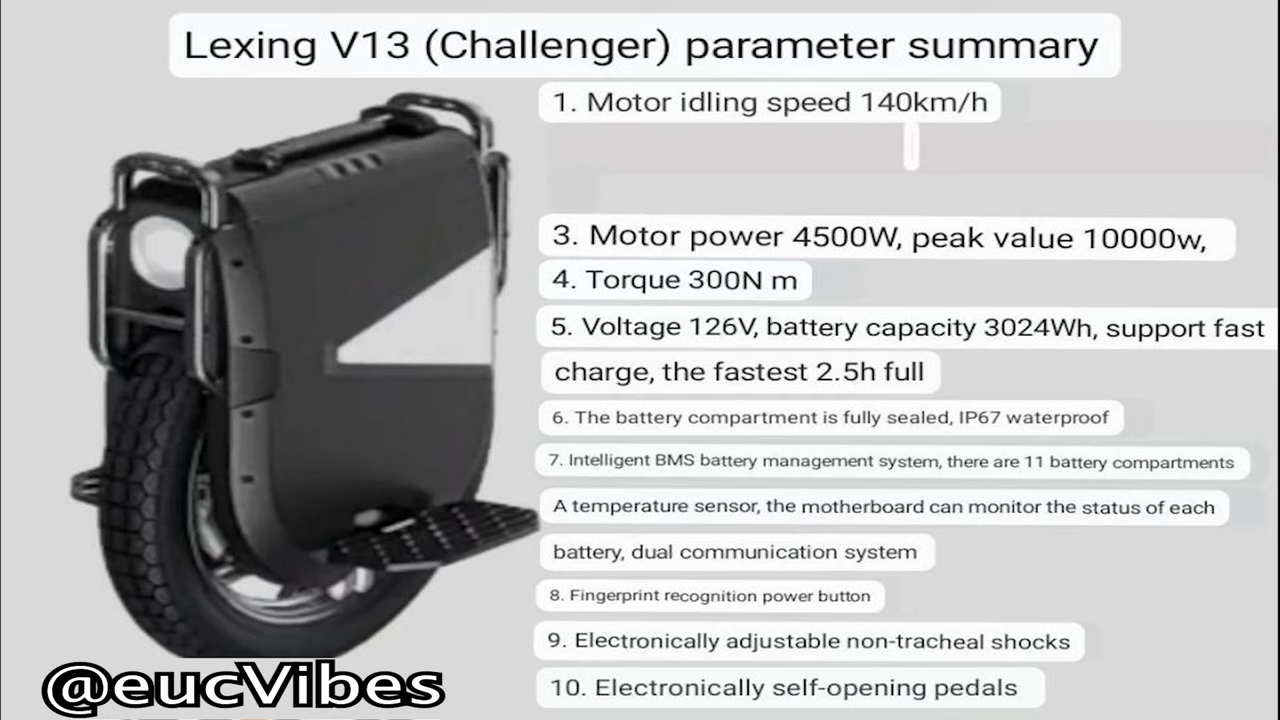 Lexing V13 (Challenger) parameter summary
1. Motor idling speed 140km/h
3. Motor power 4500W, peak value 10000w,
4. Torque 300N m
5. Voltage 126V, battery capacity 3024Wh, support fast
charge, the fastest 2.5h full
6. The battery compartment is fully sealed, IP67 waterproof
7. Intelligent BMS battery management system, there are 11 battery compartments
A temperature sensor, the motherboard can monitor the status of each
battery, dual communication system
8. Fingerprint recognition power button
9. Electronically adjustable non-tracheal shocks
10. Electronically self-opening pedals
@eucVibes